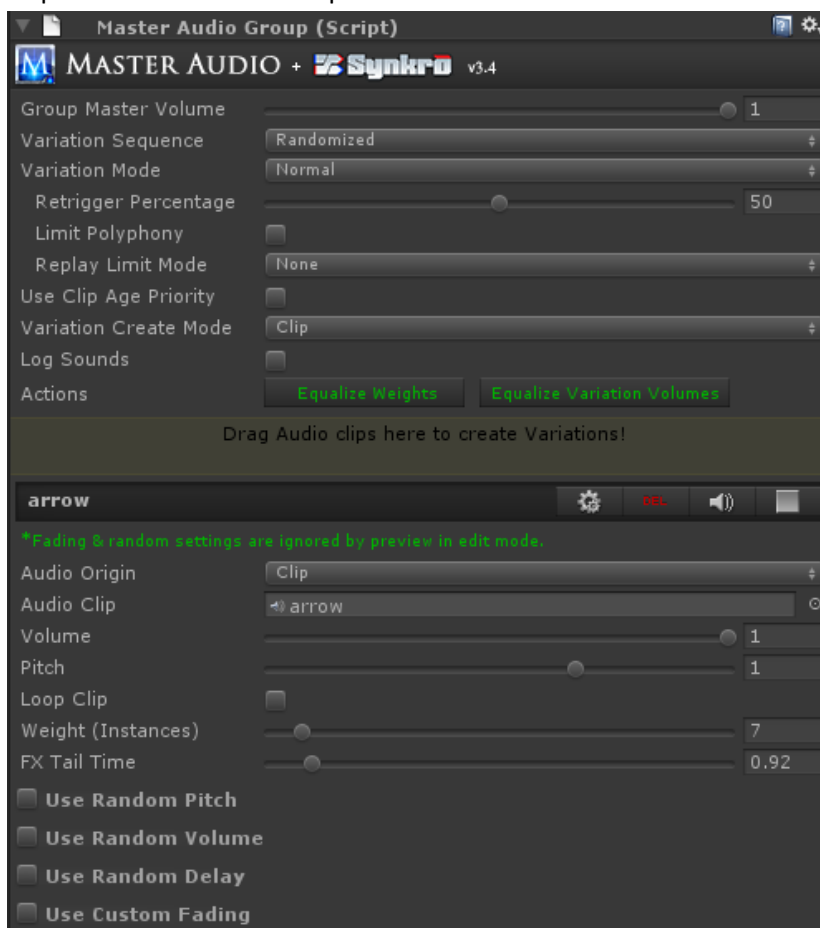 Master Audio Group (Script)
M MASTER AUDIO + Synkro v3.4
Group Master Volume 1
Variation Sequence Randomized
Variation Mode Normal
Retrigger Percentage 50
Limit Polyphony
Replay Limit Mode None
Use Clip Age Priority
Variation Create Mode Clip
Log Sounds
Actions Equalize Weights Equalize Variation Volumes
Drag Audio clips here to create Variations!
arrow DEL
*Fading & random settings are ignored by preview in edit mode.
Audio Origin Clip
Audio Clip arrow
Volume 1
Pitch 1
Loop Clip
Weight (Instances) 7
FX Tail Time 0.92
Use Random Pitch
Use Random Volume
Use Random Delay
Use Custom Fading